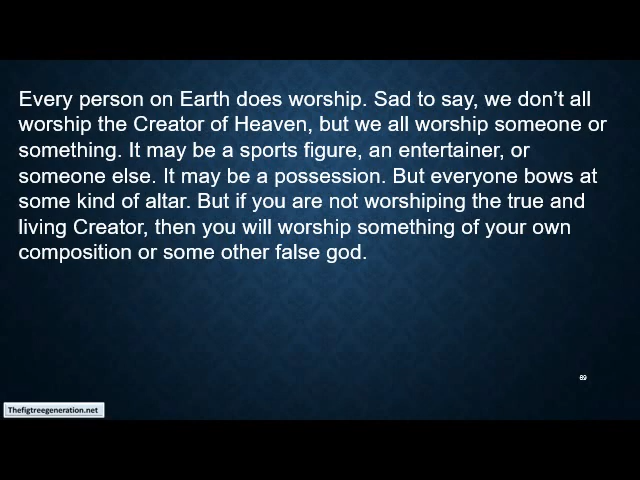 Every person on Earth does worship. Sad to say, we don’t all
worship the Creator of Heaven, but we all worship someone or
something. It may be a sports figure, an entertainer, or
someone else. It may be a possession. But everyone bows at
some kind of altar. But if you are not worshiping the true and
living Creator, then you will worship something of your own
composition or some other false god.
69
Thefigtreegeneration.net